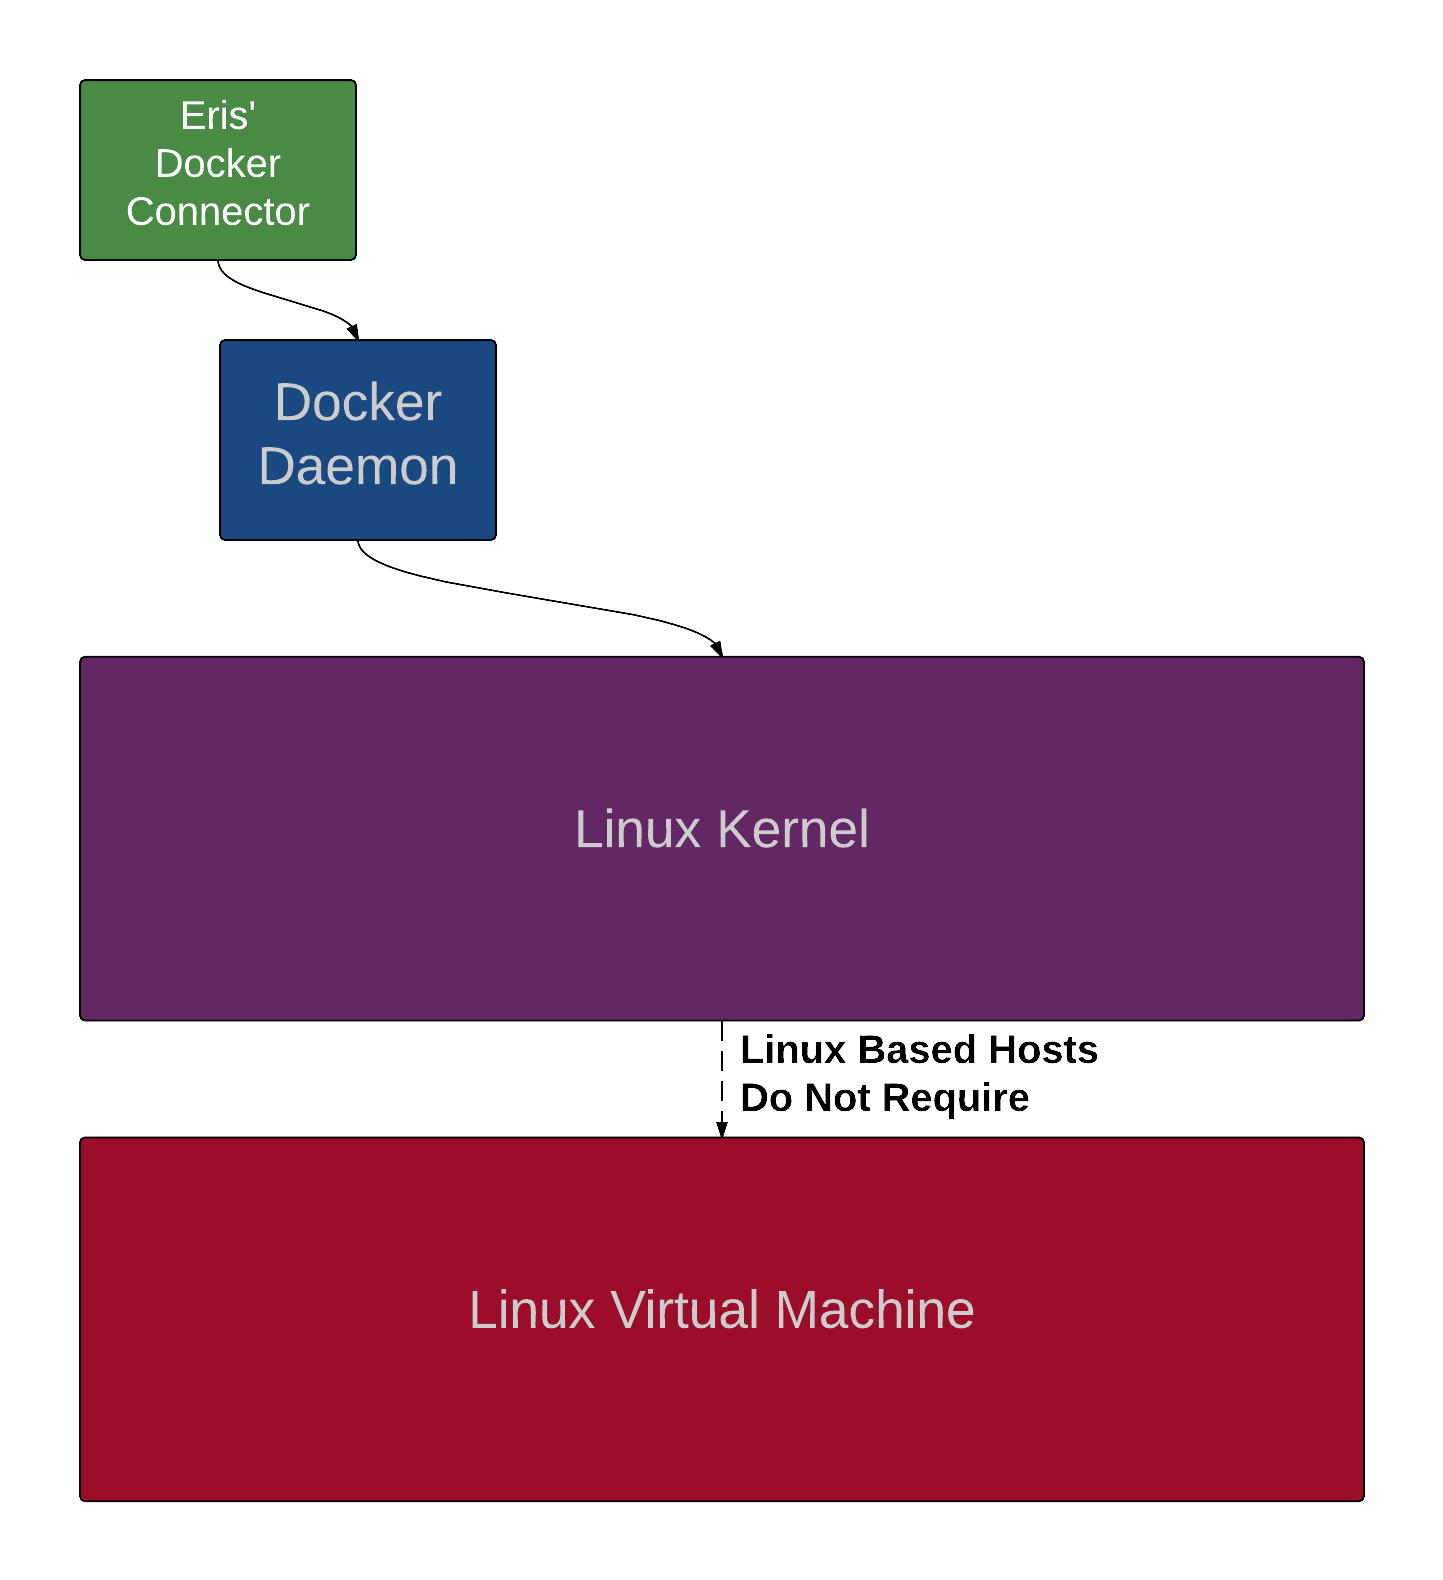 Eris'
Docker
Connector
Docker
Daemon
Linux Kernel
Linux Based Hosts
Do Not Require
Linux Virtual Machine